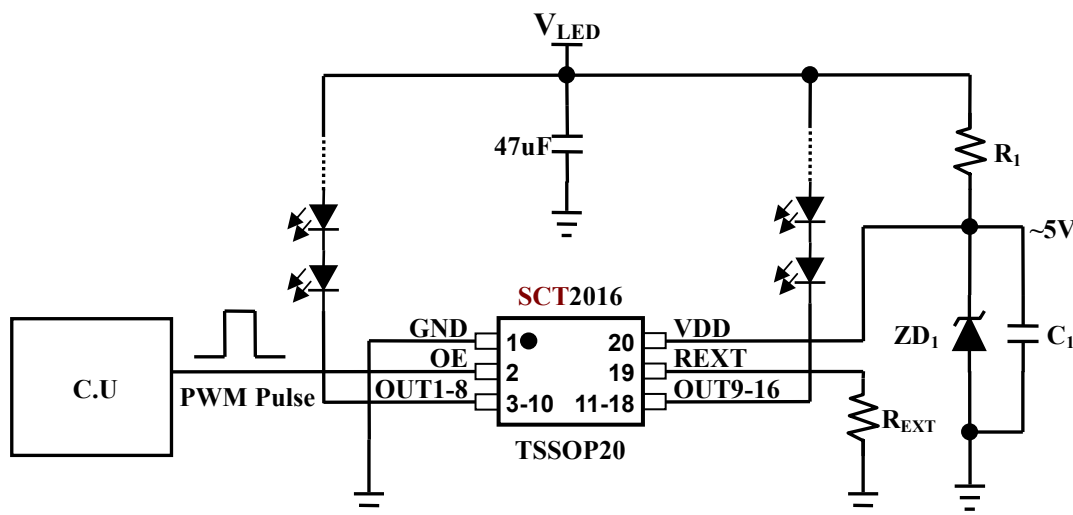 VLED
47uF
R1
~5V
SCT2016
GND
1
20
VDD
ZD1
C1
C.U
OE
2
19
REXT
PWM Pulse
OUT1-8
3-10
11-18
OUT9-16
REXT
TSSOP20